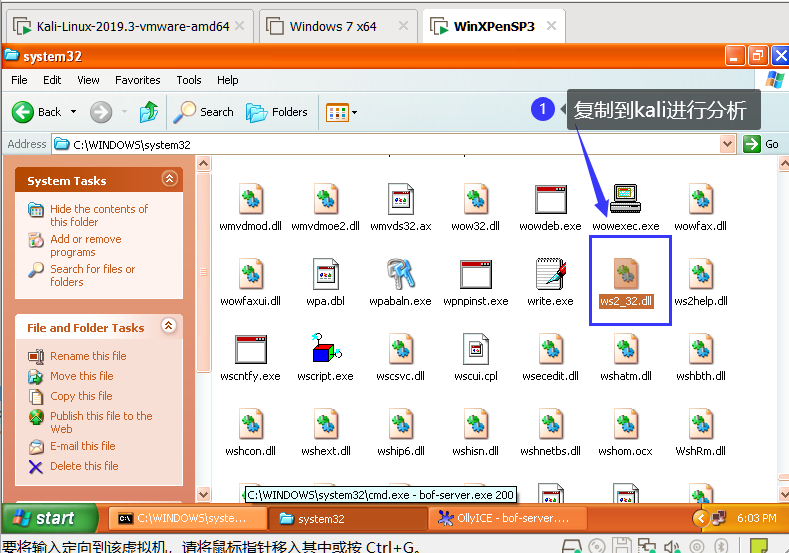 Kali-Linux-2019.3-vmware-amd64
Windows 7 x64
WinXPenSP3
system32
File Edit View Favorites Tools Help
Back Search Folders
1 复制到kali进行分析
Address C:\WINDOWS\system32 Go
System Tasks
Hide the contents of
this folder
Add or remove
programs
Search for files or
folders
File and Folder Tasks
Rename this file
Move this file
Copy this file
Publish this file to the
Web
E-mail this file
Delete this file
wmvdmod.dll wmvdmoe2.dll wmvds32.ax wow32.dll wowdeb.exe wowexec.exe wowfax.dll
wowfaxui.dll wpa.dbl wpabaln.exe wpnpinst.exe write.exe ws2_32.dll ws2help.dll
wscntfy.exe wscript.exe wscsvc.dll wscui.cpl wsecedit.dll wshatm.dll wshbth.dll
wshcon.dll wshext.dll wship6.dll wshisn.dll wshnetbs.dll wshom.ocx WshRm.dll
C:\WINDOWS\system32\cmd.exe - bof-server.exe 200
start C:\WINDOWS\syste... system32 OllyICE - bof-server.... 6:03 PM
要将输入定向到该虚拟机，请将鼠标指针移入其中或按 Ctrl+G。